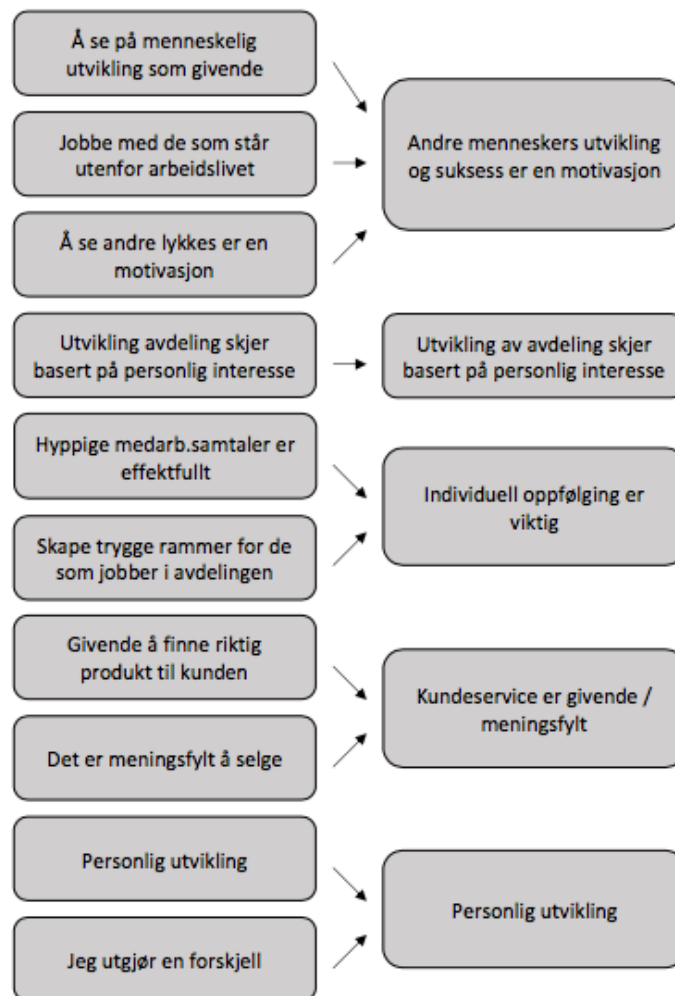 Å se på menneskelig
utvikling som givende
Jobbe med de som står
utenfor arbeidslivet
Å se andre lykkes er en
motivasjon
Andre menneskers utvikling
og suksess er en motivasjon
Utvikling avdeling skjer
basert på personlig interesse
Utvikling av avdeling skjer
basert på personlig interesse
Hyppige medarb.samtaler er
effektfullt
Skape trygge rammer for de
som jobber i avdelingen
Individuell oppfølging er
viktig
Givende å finne riktig
produkt til kunden
Det er meningsfylt å selge
Kundeservice er givende /
meningsfylt
Personlig utvikling
Jeg utgjør en forskjell
Personlig utvikling